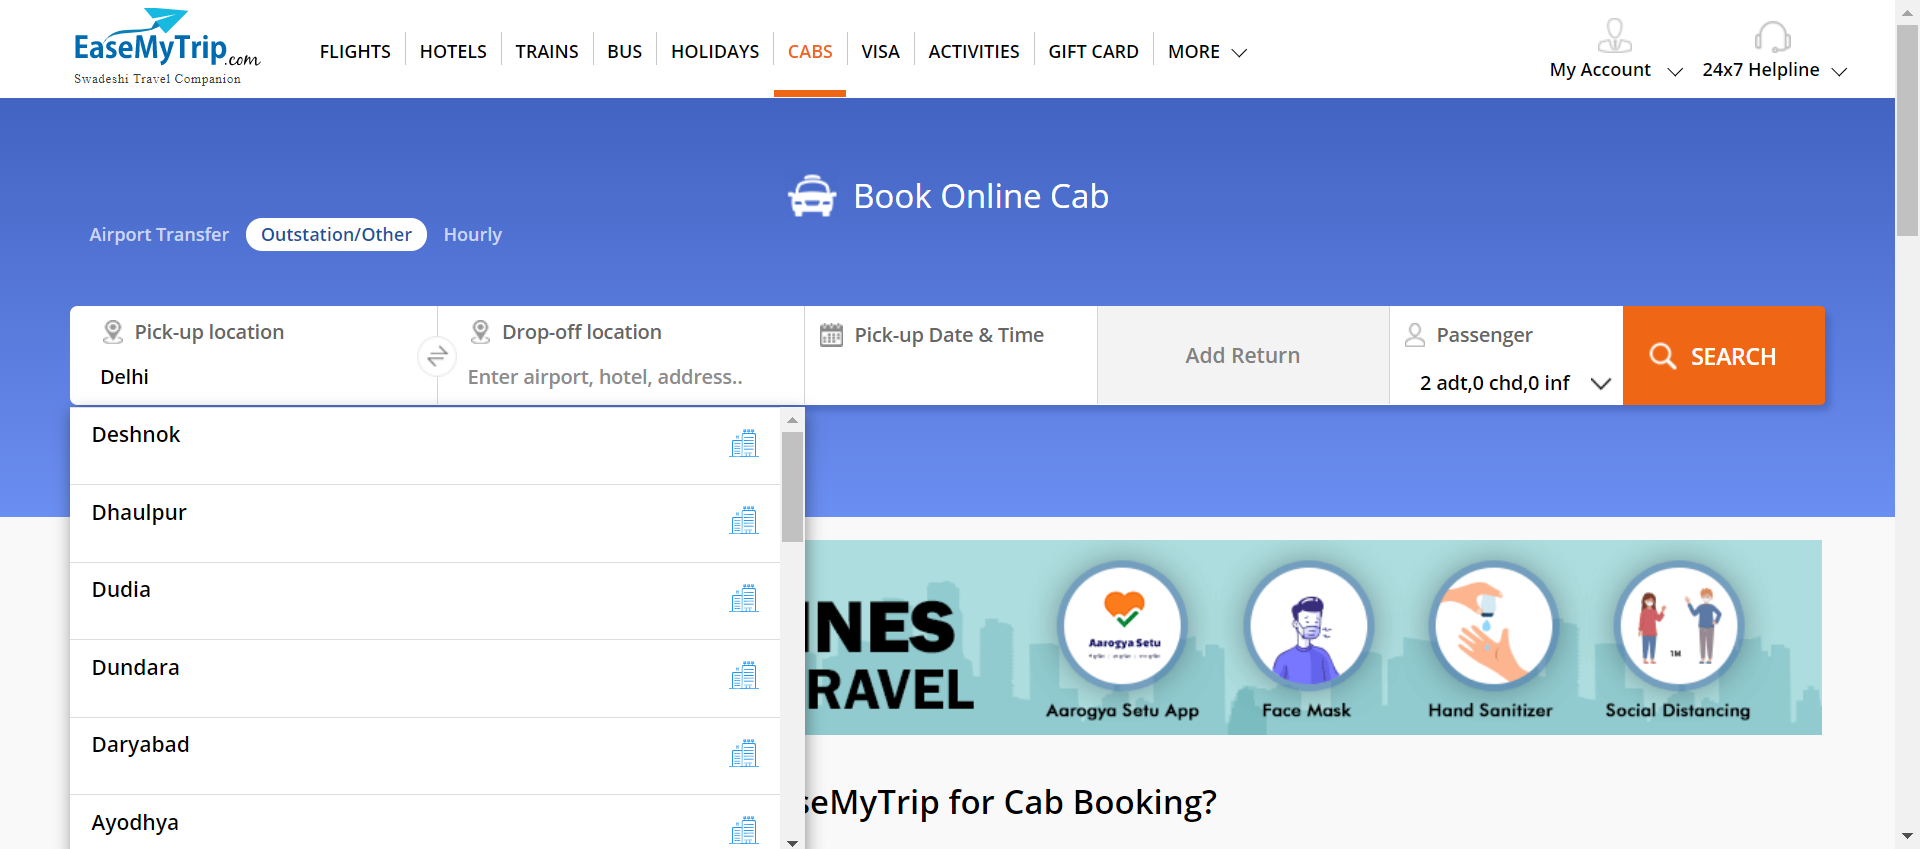 EaseMyTrip.com
Swadeshi Travel Companion
FLIGHTS
HOTELS
TRAINS
BUS
HOLIDAYS
CABS
VISA
ACTIVITIES
GIFT CARD
MORE
My Account
24x7 Helpline
Book Online Cab
Airport Transfer
Outstation/Other
Hourly
Pick-up location
Delhi
Drop-off location
Enter airport, hotel, address..
Pick-up Date & Time
Add Return
Passenger
2 adt,0 chd,0 inf
SEARCH
Deshnok
Dhaulpur
Dudia
Dundara
Daryabad
Ayodhya
INES
RAVEL
Aarogya Setu
Aarogya Setu App
Face Mask
Hand Sanitizer
1M
Social Distancing
seMyTrip for Cab Booking?